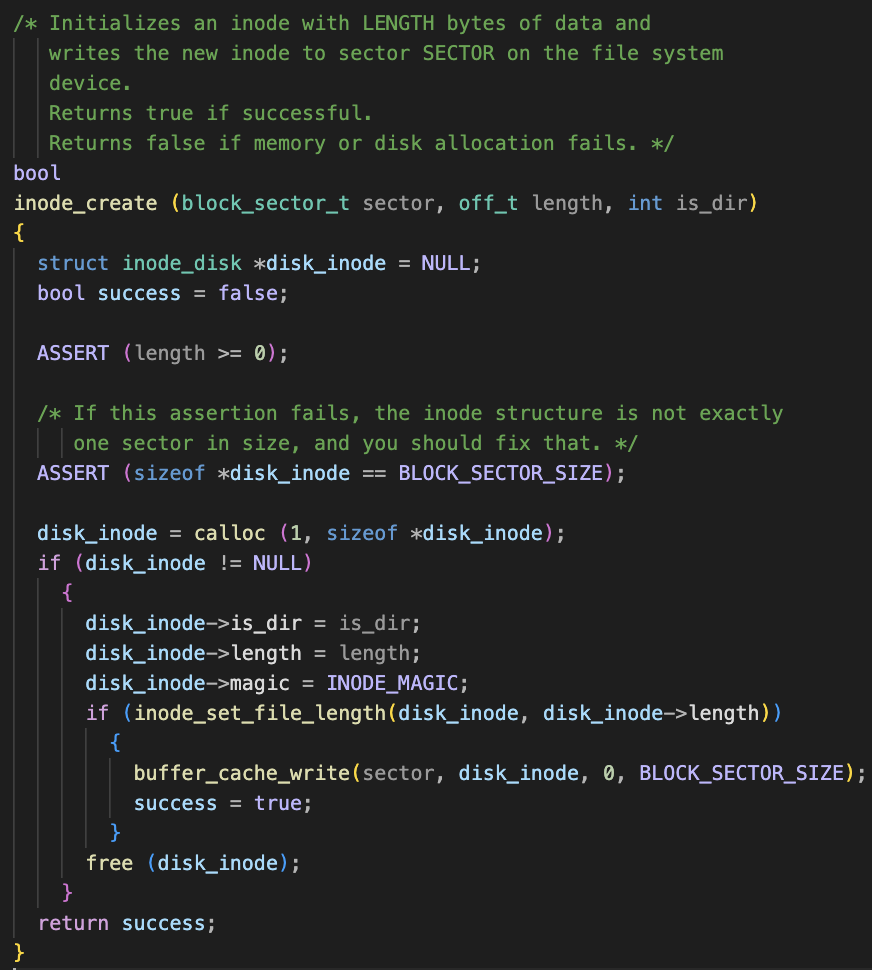 /* Initializes an inode with LENGTH bytes of data and
   writes the new inode to sector SECTOR on the file system
   device.
   Returns true if successful.
   Returns false if memory or disk allocation fails. */
bool
inode_create (block_sector_t sector, off_t length, int is_dir)
{
  struct inode_disk *disk_inode = NULL;
  bool success = false;

  ASSERT (length >= 0);

  /* If this assertion fails, the inode structure is not exactly
     one sector in size, and you should fix that. */
  ASSERT (sizeof *disk_inode == BLOCK_SECTOR_SIZE);

  disk_inode = calloc (1, sizeof *disk_inode);
  if (disk_inode != NULL)
    {
      disk_inode->is_dir = is_dir;
      disk_inode->length = length;
      disk_inode->magic = INODE_MAGIC;
      if (inode_set_file_length(disk_inode, disk_inode->length))
        {
          buffer_cache_write(sector, disk_inode, 0, BLOCK_SECTOR_SIZE);
          success = true;
        }
      free (disk_inode);
    }
  return success;
}